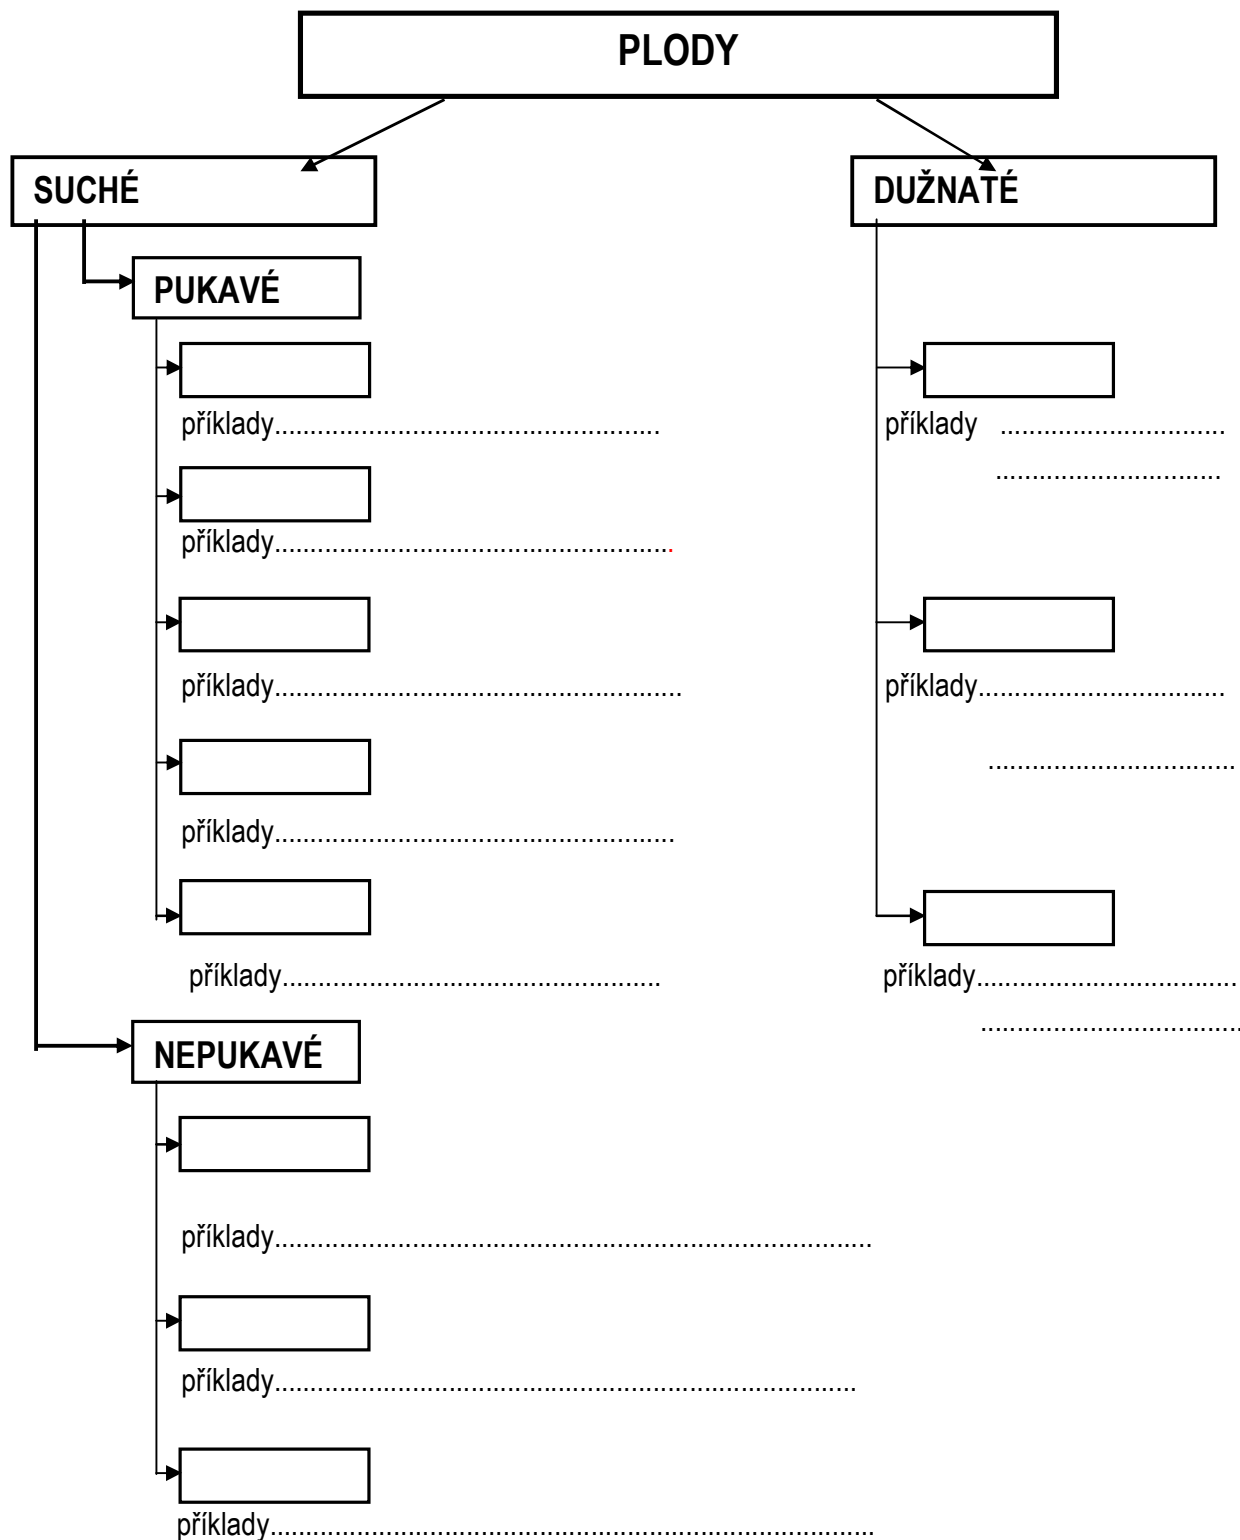 PLODY
SUCHÉ
DUŽNATÉ
PUKAVÉ
příklady.....................................................
příklady ...............................
...............................
příklady.......................................................
příklady........................................................
příklady..................................
..................................
příklady.......................................................
příklady....................................................
příklady....................................
....................................
NEPUKAVÉ
příklady..................................................................................
příklady................................................................................
příklady...................................................................................